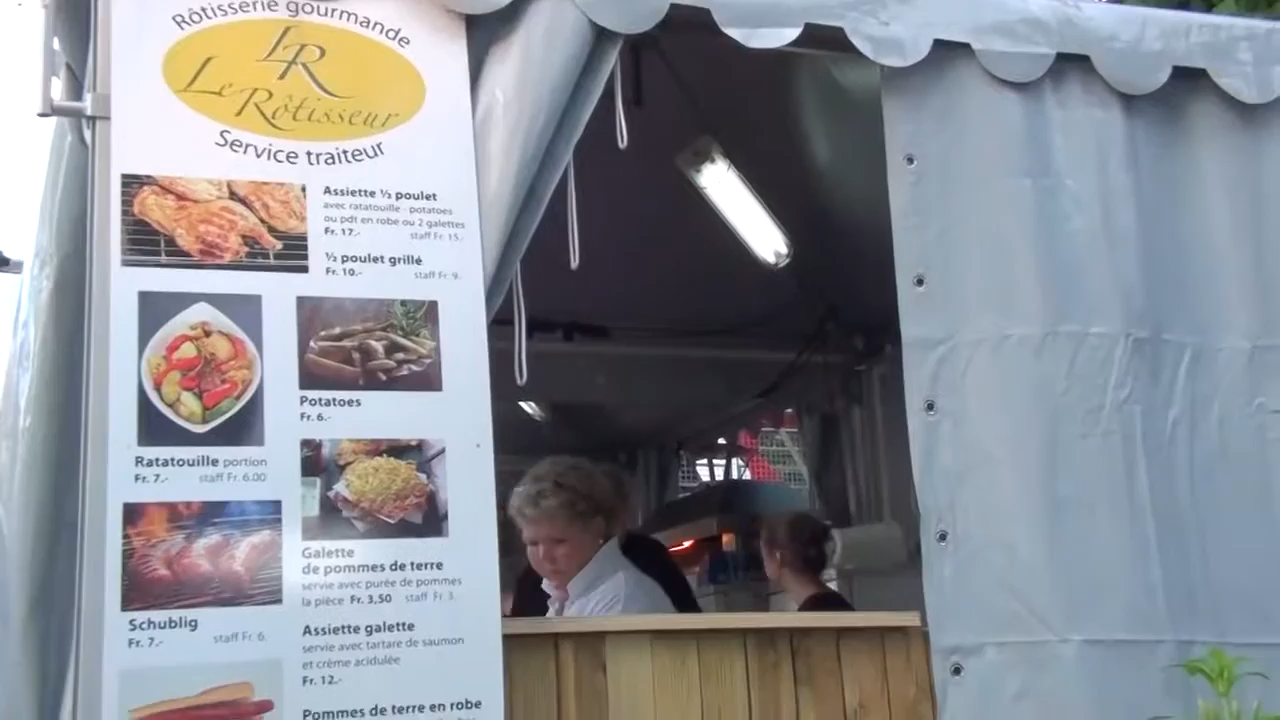 Rôtisserie gourmande
LR
Le Rôtisseur
Service traiteur
Assiette ½ poulet
avec ratatouille - potatoes
ou pdt en robe ou 2 galettes
Fr. 17.- staff Fr. 15.-
½ poulet grillé
Fr. 10.- staff Fr. 9.
Potatoes
Fr. 6.-
Ratatouille portion
Fr. 7.- staff Fr. 6.00
Galette
de pommes de terre
servie avec purée de pommes
la pièce Fr. 3,50 staff Fr 3.
Schublig
Fr. 7.- staff Fr. 6.
Assiette galette
servie avec tartare de saumon
et crème acidulée
Fr. 12.-
Pommes de terre en robe